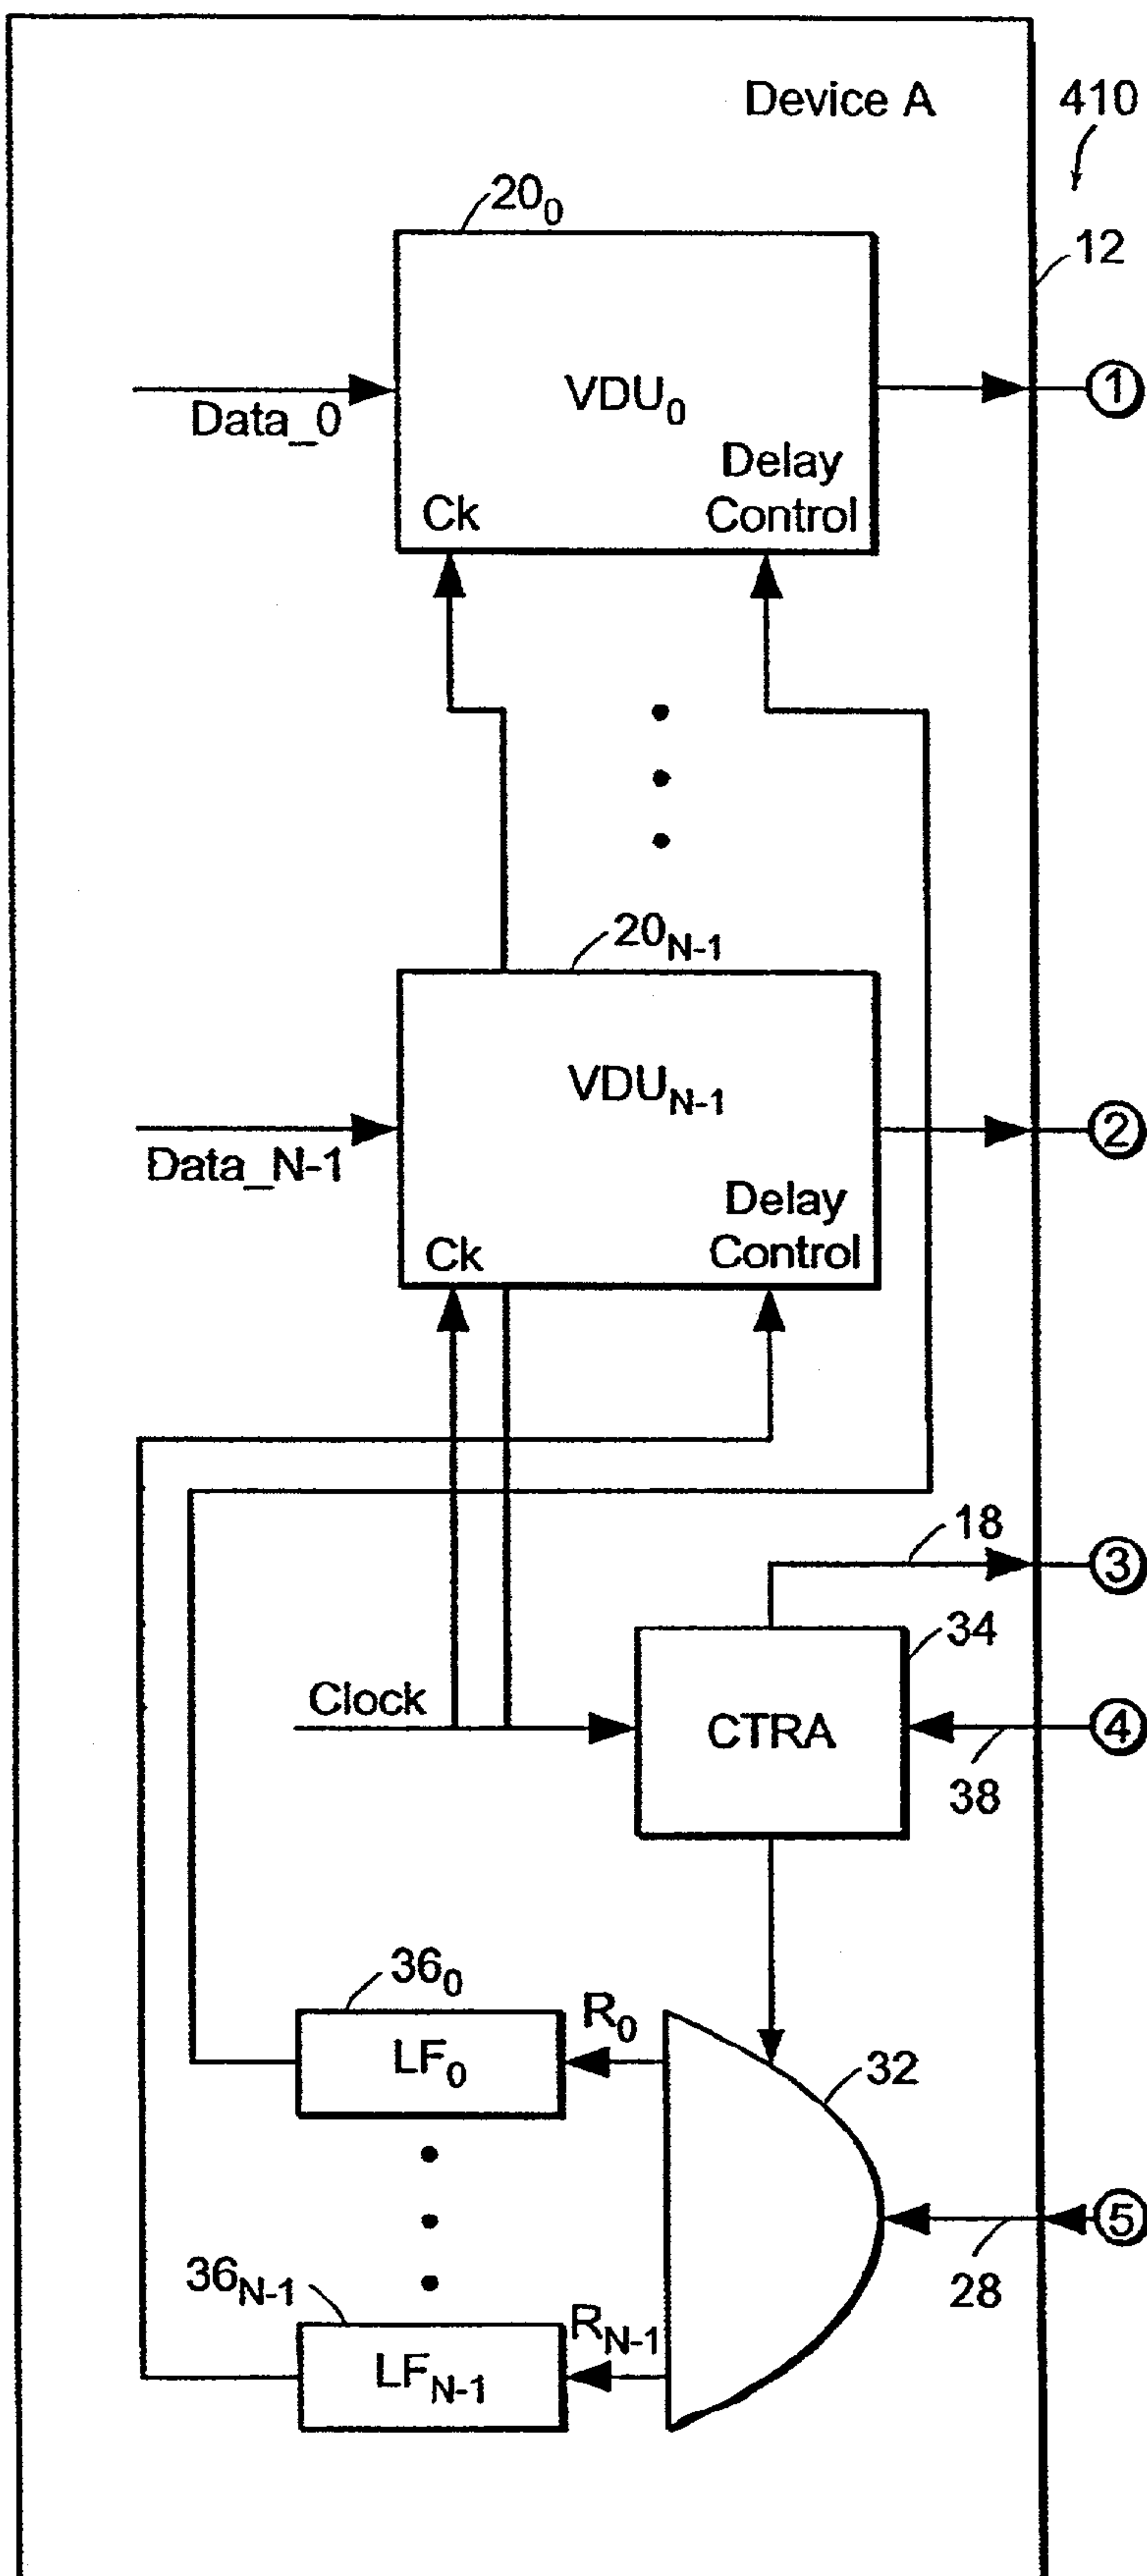 Device A
410
20₀
12
VDU₀
1
Data_0
Delay
Control
Ck
20N-1
VDUN-1
2
Data_N-1
Delay
Control
Ck
18
3
34
Clock
CTRA
4
38
36₀
R₀
LF₀
32
5
28
36N-1
RN-1
LFN-1